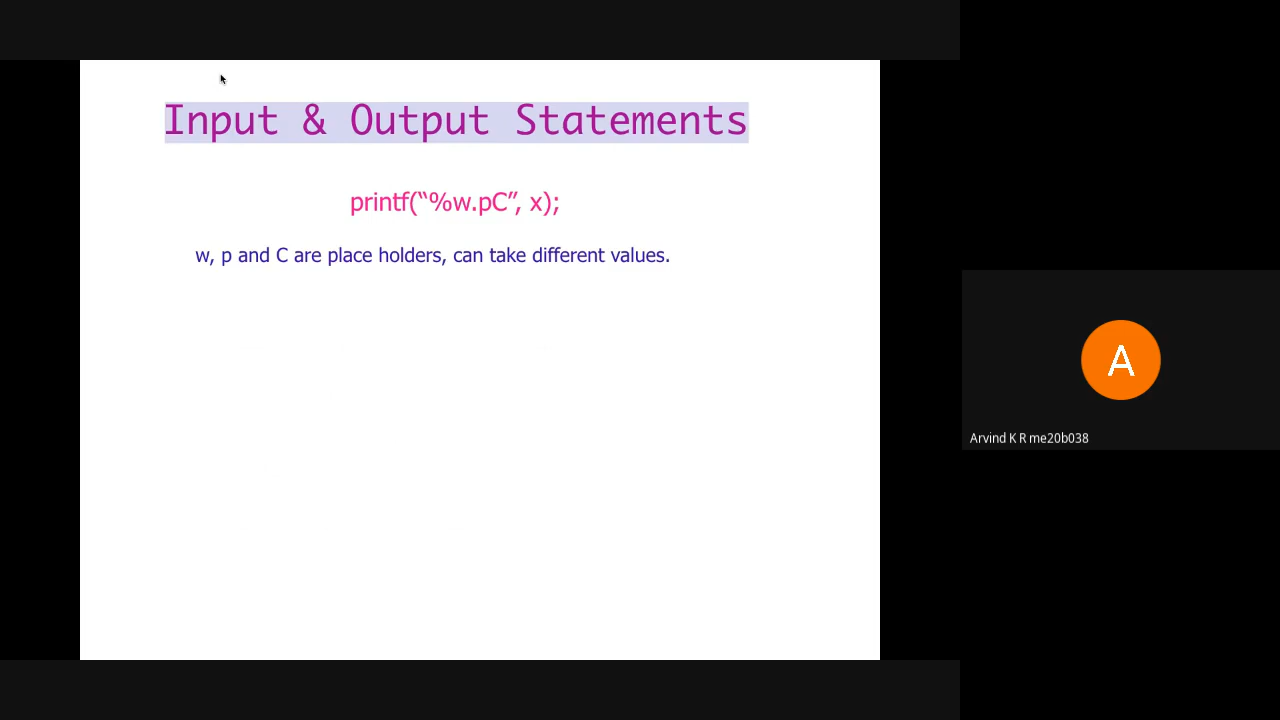 Input & Output Statements
printf(“%w.pC”, x);
w, p and C are place holders, can take different values.
A
Arvind K R me20b038